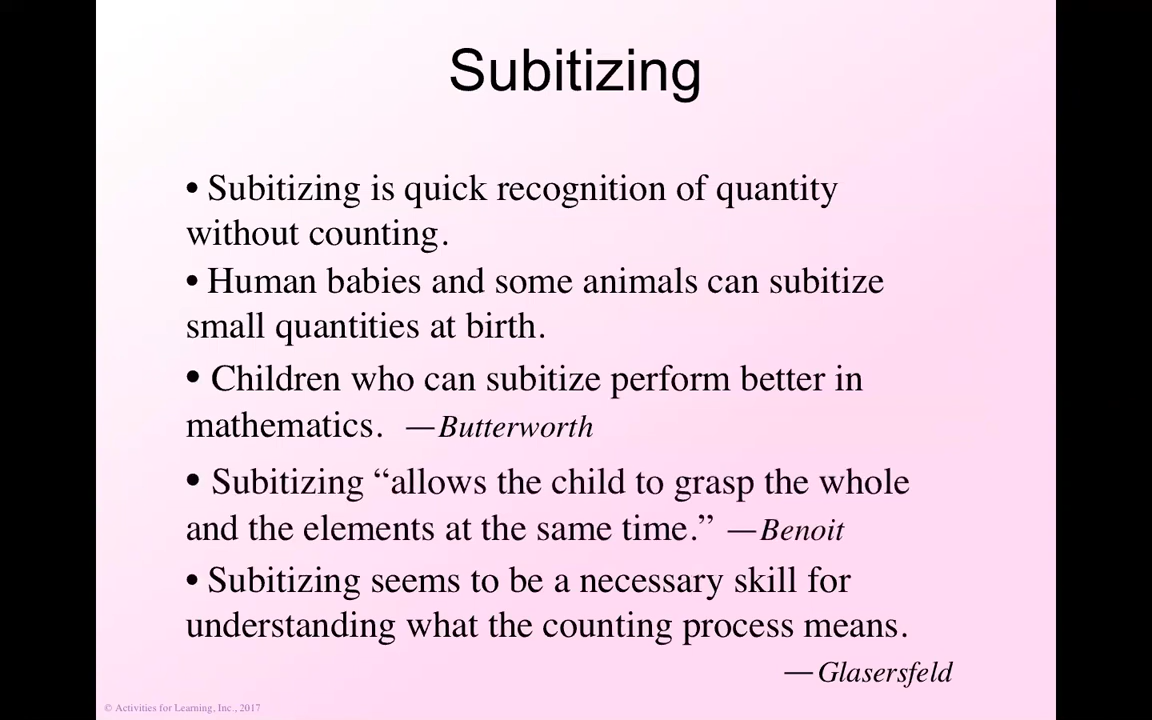 Subitizing
• Subitizing is quick recognition of quantity
without counting.
• Human babies and some animals can subitize
small quantities at birth.
• Children who can subitize perform better in
mathematics. —Butterworth
• Subitizing “allows the child to grasp the whole
and the elements at the same time.” —Benoit
• Subitizing seems to be a necessary skill for
understanding what the counting process means.
—Glasersfeld
© Activities for Learning, Inc., 2017